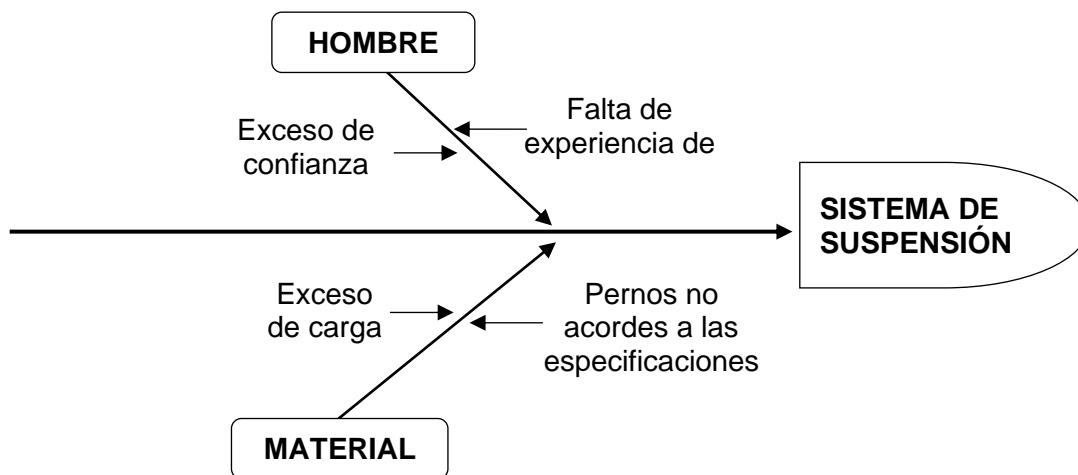 HOMBRE
Exceso de
confianza
Falta de
experiencia de
SISTEMA DE
SUSPENSIÓN
Exceso
de carga
Pernos no
acordes a las
especificaciones
MATERIAL